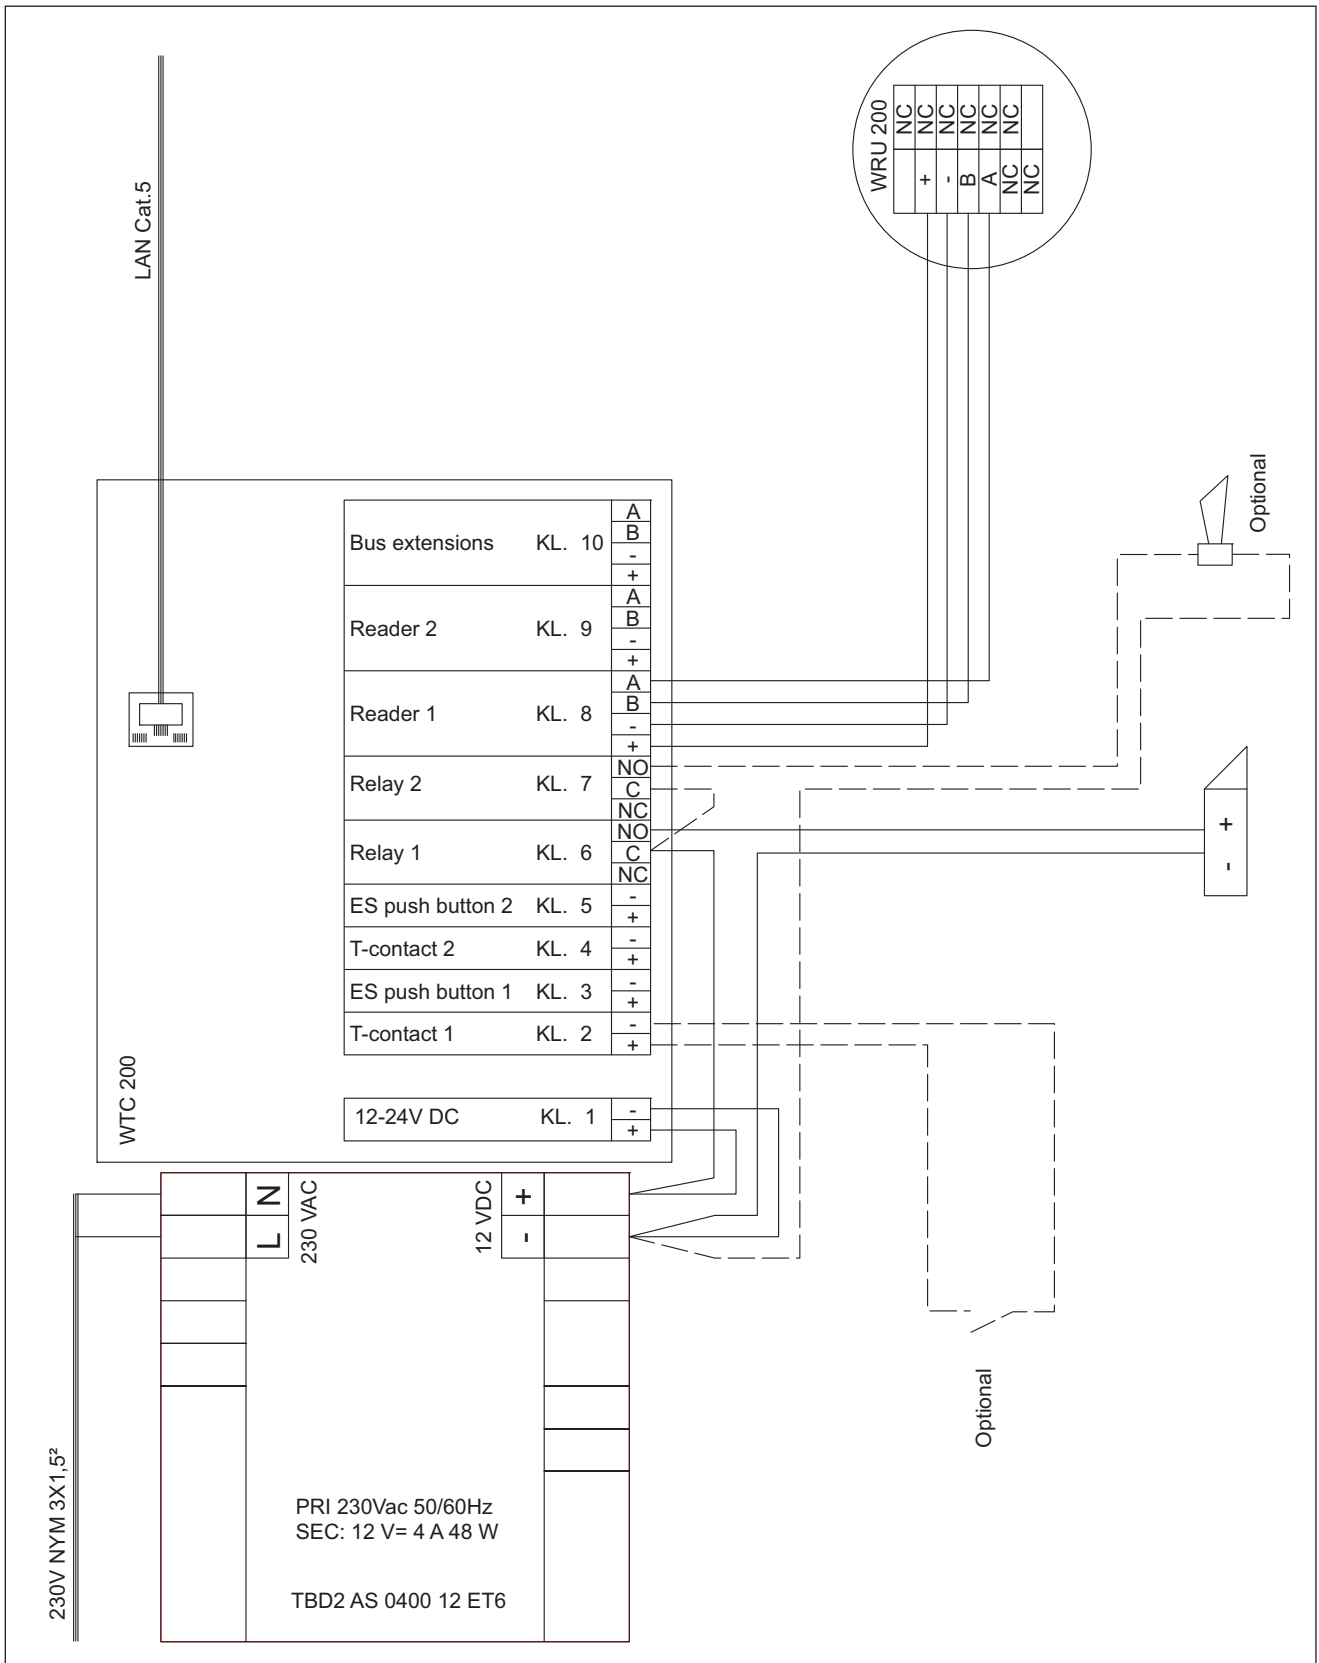 LAN Cat.5
WRU 200
NC
NC
NC
NC
NC
NC
+
-
B
A
NC
NC
Optional
Bus extensions KL. 10
A
B
-
+
Reader 2 KL. 9
A
B
-
+
Reader 1 KL. 8
A
B
-
+
Relay 2 KL. 7
NO
C
NC
Relay 1 KL. 6
NO
C
NC
+
-
ES push button 2 KL. 5
-
+
T-contact 2 KL. 4
-
+
ES push button 1 KL. 3
-
+
T-contact 1 KL. 2
-
+
WTC 200
12-24V DC KL. 1
-
+
N
L
230 VAC
12 VDC
+
-
Optional
230V NYM 3X1,5²
PRI 230Vac 50/60Hz
SEC: 12 V= 4 A 48 W
TBD2 AS 0400 12 ET6